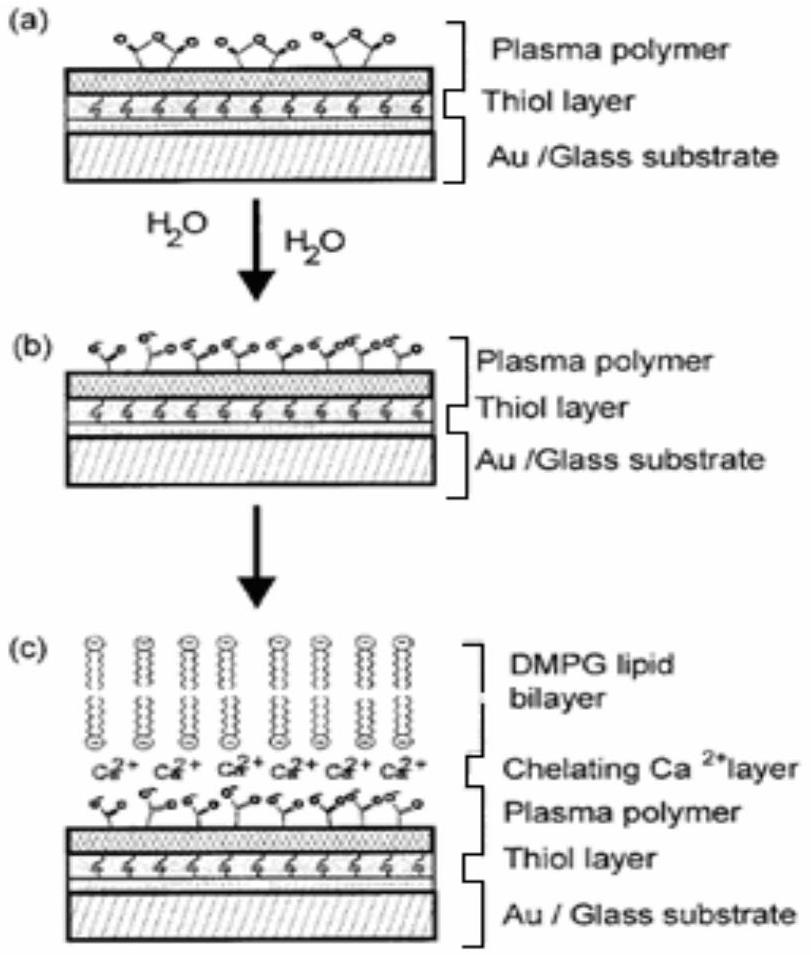 (a)
Plasma polymer
Thiol layer
Au /Glass substrate
H2O
H2O
(b)
Plasma polymer
Thiol layer
Au /Glass substrate
(c)
DMPG lipid
bilayer
Ca2+ Ca2+ Ca2+ Ca2+ Ca2+ Ca2+
Chelating Ca 2+layer
Plasma polymer
Thiol layer
Au / Glass substrate